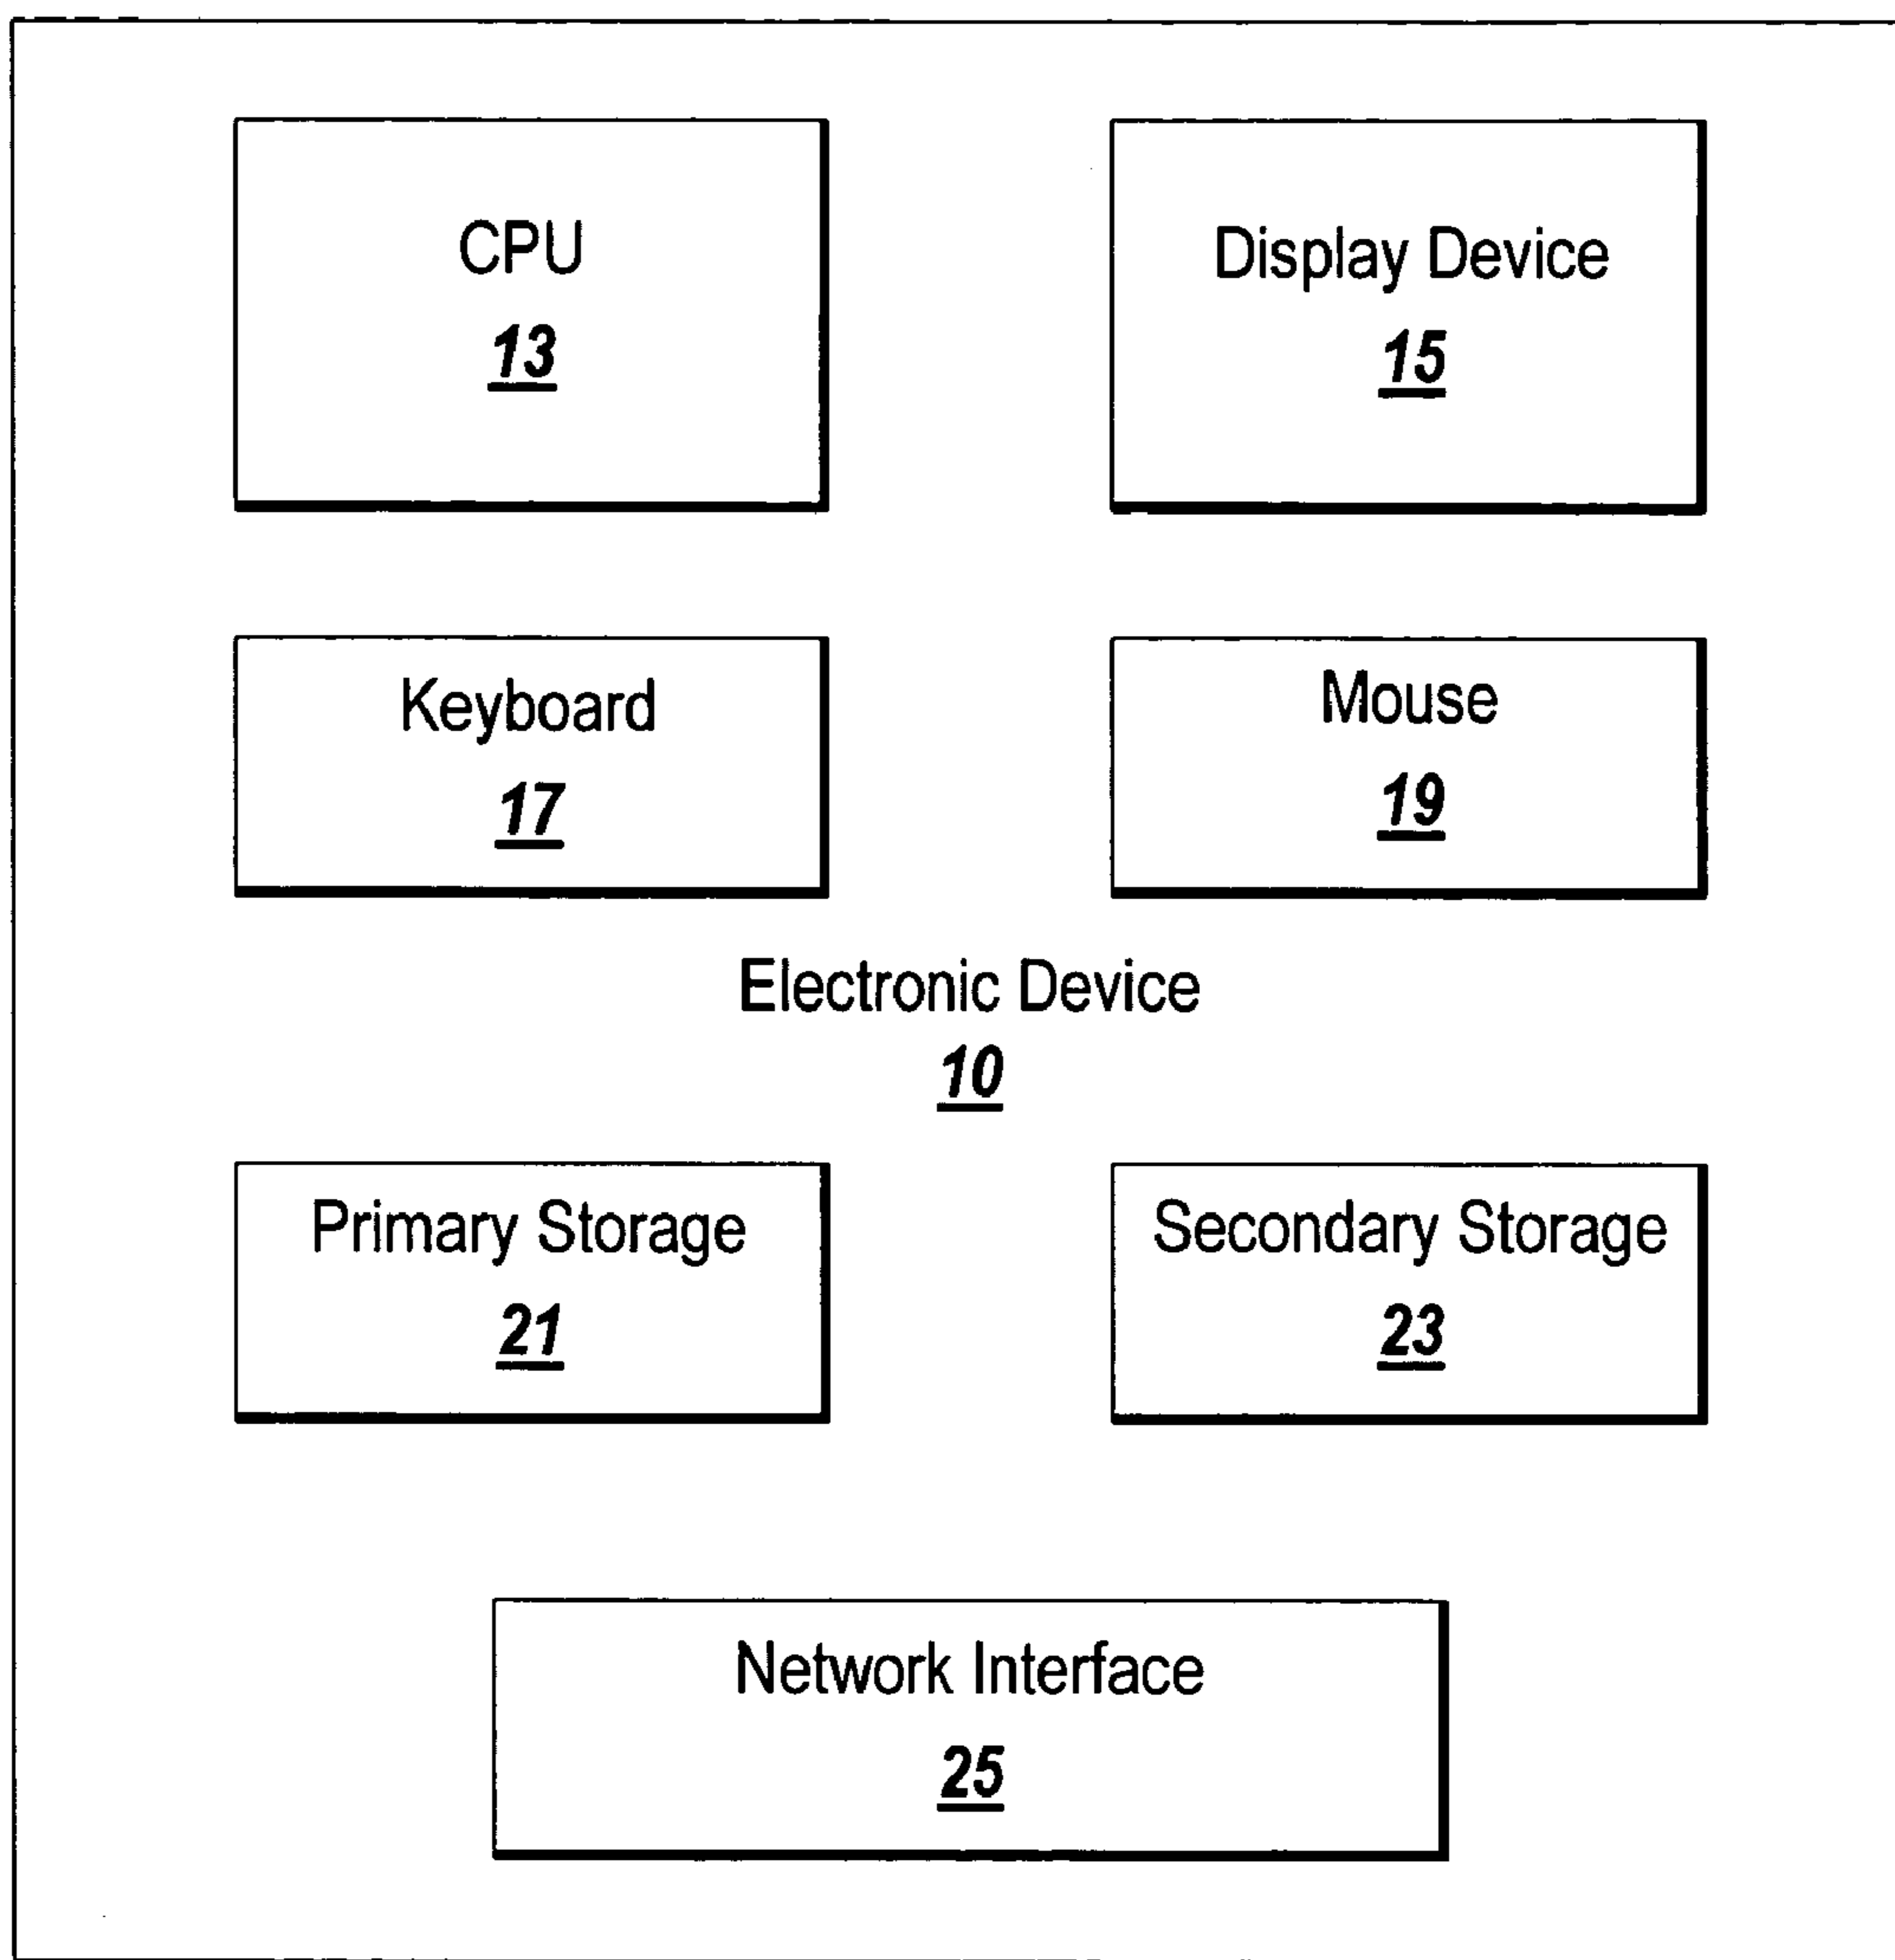 CPU
13
Display Device
15
Keyboard
17
Mouse
19
Electronic Device
10
Primary Storage
21
Secondary Storage
23
Network Interface
25